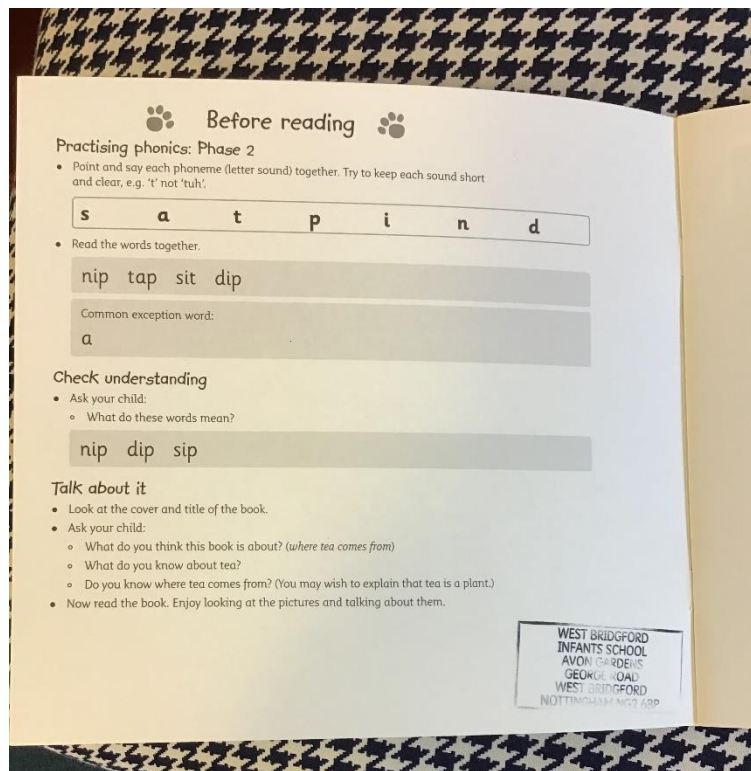 Before reading
Practising phonics: Phase 2
• Point and say each phoneme (letter sound) together. Try to keep each sound short
and clear, e.g. 't' not 'tuh'.
s a t p i n d
• Read the words together.
nip tap sit dip
Common exception word:
a
Check understanding
• Ask your child:
∘ What do these words mean?
nip dip sip
Talk about it
• Look at the cover and title of the book.
• Ask your child:
∘ What do you think this book is about? (where tea comes from)
∘ What do you know about tea?
∘ Do you know where tea comes from? (You may wish to explain that tea is a plant.)
• Now read the book. Enjoy looking at the pictures and talking about them.
WEST BRIDGFORD
INFANTS SCHOOL
AVON GARDENS
GEORGE ROAD
WEST BRIDGFORD
NOTTINGHAM NG2